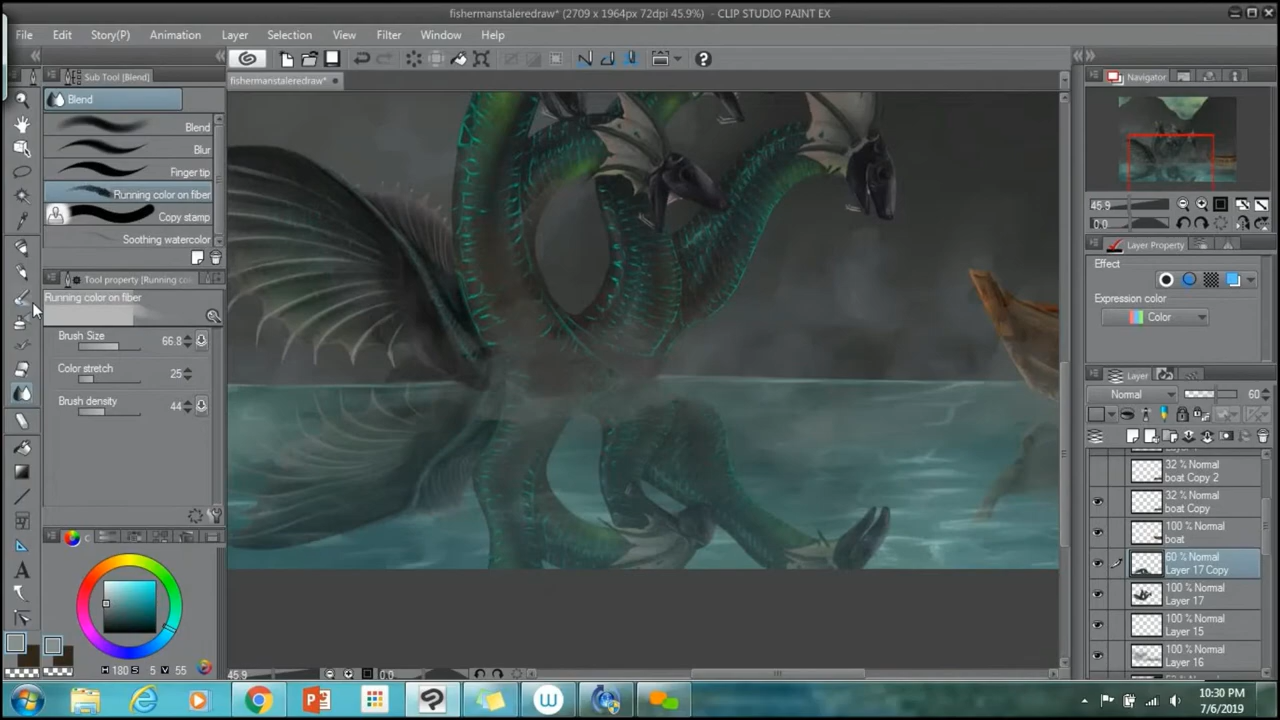 fishermanstaleredraw* (2709 x 1964px 72dpi 45.9%) - CLIP STUDIO PAINT EX
File Edit Story(P) Animation Layer Selection View Filter Window Help
Sub Tool [Blend]
fishermanstaleredraw*
Navigator
Blend
Blend
Blur
Finger tip
Running color on fiber
Copy stamp
Soothing watercolor
45.9
0.0
Layer Property
Effect
Expression color
Color
Tool property [Running co
Running color on fiber
Brush Size 66.8
Color stretch 25
Brush density 44
Layer
Normal 60
32 % Normal
boat Copy 2
32 % Normal
boat Copy
100 % Normal
boat
60 % Normal
Layer 17 Copy
100 % Normal
Layer 17
100 % Normal
Layer 15
100 % Normal
Layer 16
H 180 S 5 V 55
45.9 0.0
10:30 PM
7/6/2019